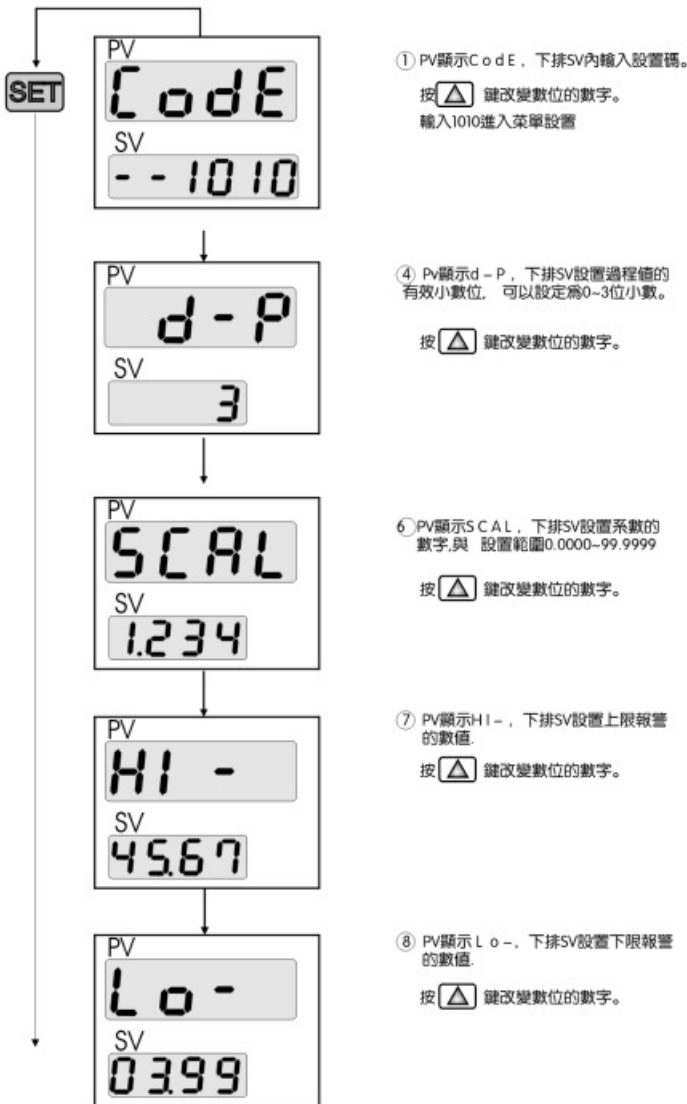 SET
PV
CodE
SV
--1010
① PV顯示CodE，下排SV內輸入設置碼。
按△鍵改變數位的數字。
輸入1010進入菜單設置
PV
d-P
SV
3
④ Pv顯示d－P，下排SV設置過程值的
有效小數位， 可以設定爲0~3位小數。
按△鍵改變數位的數字。
PV
SCAL
SV
1.234
6 PV顯示SCAL，下排SV設置系數的
數字,與 設置範圍0.0000~99.9999
按△鍵改變數位的數字。
PV
HI -
SV
45.67
⑦ PV顯示HI－，下排SV設置上限報警
的數值.
按△鍵改變數位的數字。
PV
Lo-
SV
03.99
⑧ PV顯示Lo－，下排SV設置下限報警
的數值.
按△鍵改變數位的數字。